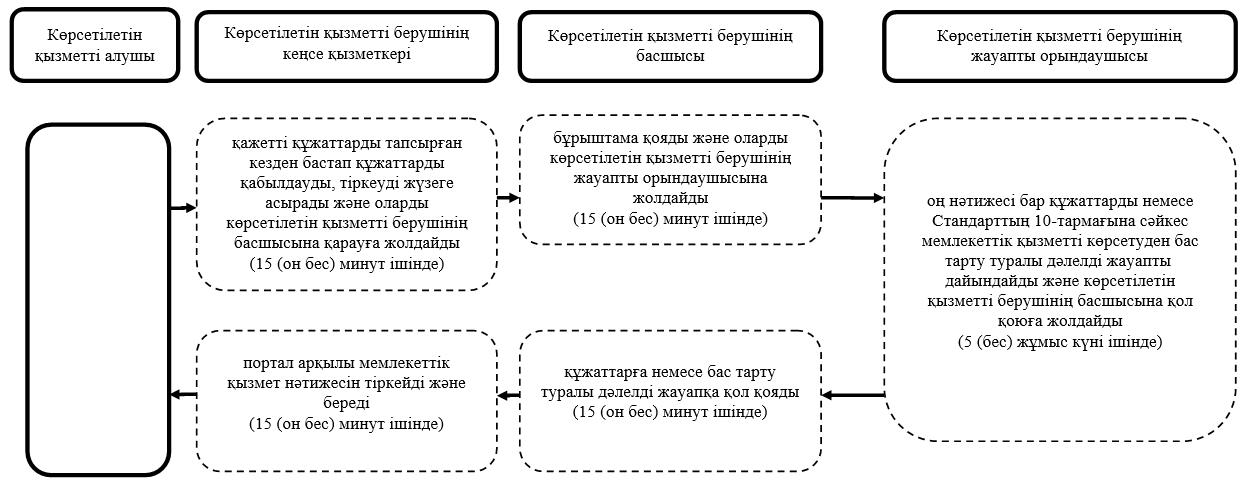 Көрсетілетін
қызметті алушы
Көрсетілетін қызметті берушінің
кеңсе қызметкері
Көрсетілетін қызметті берушінің
басшысы
Көрсетілетін қызметті берушінің
жауапты орындаушысы
қажетті құжаттарды тапсырған
кезден бастап құжаттарды
қабылдауды, тіркеуді жүзеге
асырады және оларды
көрсетілетін қызметті берушінің
басшысына қарауға жолдайды
(15 (он бес) минут ішінде)
бұрыштама қояды және оларды
көрсетілетін қызметті берушінің
жауапты орындаушысына
жолдайды
(15 (он бес) минут ішінде)
оң нәтижесі бар құжаттарды немесе
Стандарттың 10-тармағына сәйкес
мемлекеттік қызметті көрсетуден бас
тарту туралы дәлелді жауапты
дайындайды және көрсетілетін
қызметті берушінің басшысына қол
қоюға жолдайды
(5 (бес) жұмыс күні ішінде)
құжаттарға немесе бас тарту
туралы дәлелді жауапқа қол қояды
(15 (он бес) минут ішінде)
портал арқылы мемлекеттік
қызмет нәтижесін тіркейді және
береді
(15 (он бес) минут ішінде)